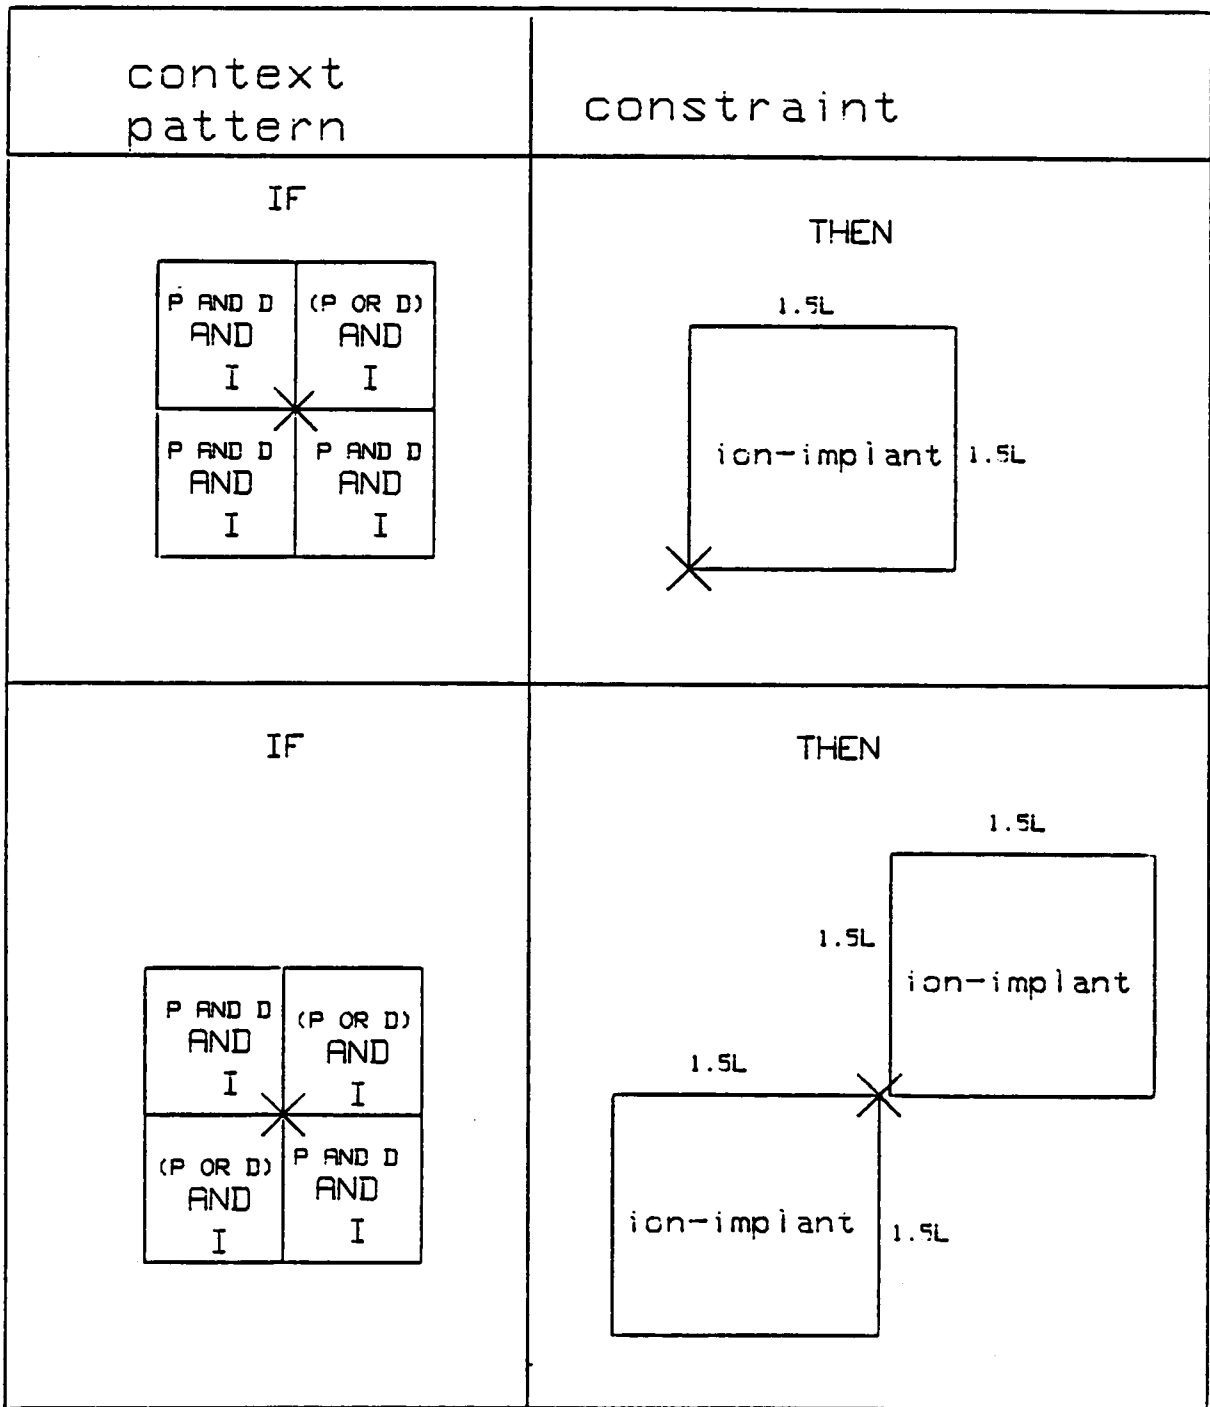 context
pattern
constraint
IF
P AND D
AND
I
(P OR D)
AND
I
P AND D
AND
I
P AND D
AND
I
THEN
1.5L
ion-implant
1.5L
IF
P AND D
AND
I
(P OR D)
AND
I
(P OR D)
AND
I
P AND D
AND
I
THEN
1.5L
1.5L
ion-implant
1.5L
ion-implant
1.5L